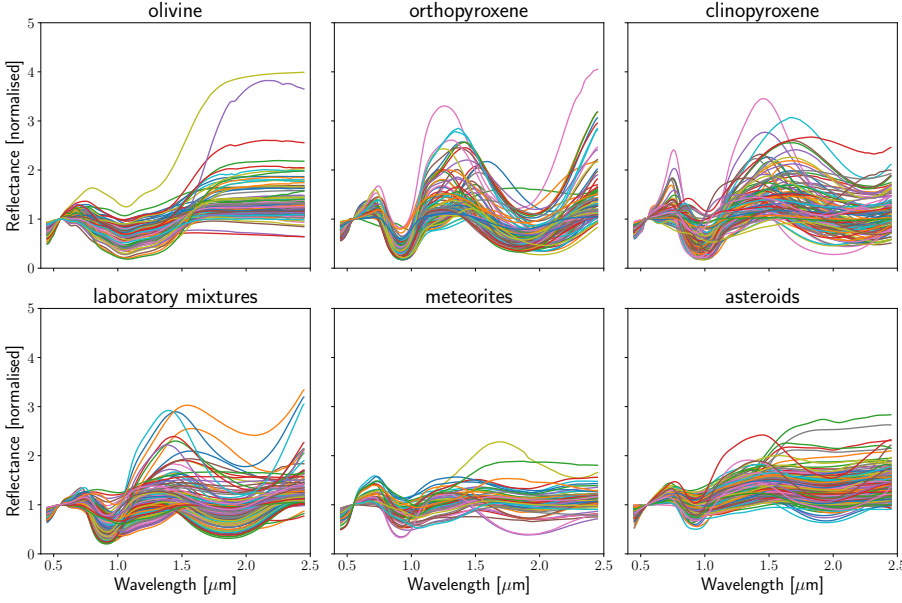 olivine
orthopyroxene
clinopyroxene
Reflectance [normalised]
5
4
3
2
1
0
laboratory mixtures
meteorites
asteroids
Reflectance [normalised]
5
4
3
2
1
0
0.5 1.0 1.5 2.0 2.5
0.5 1.0 1.5 2.0 2.5
0.5 1.0 1.5 2.0 2.5
Wavelength [μm]
Wavelength [μm]
Wavelength [μm]